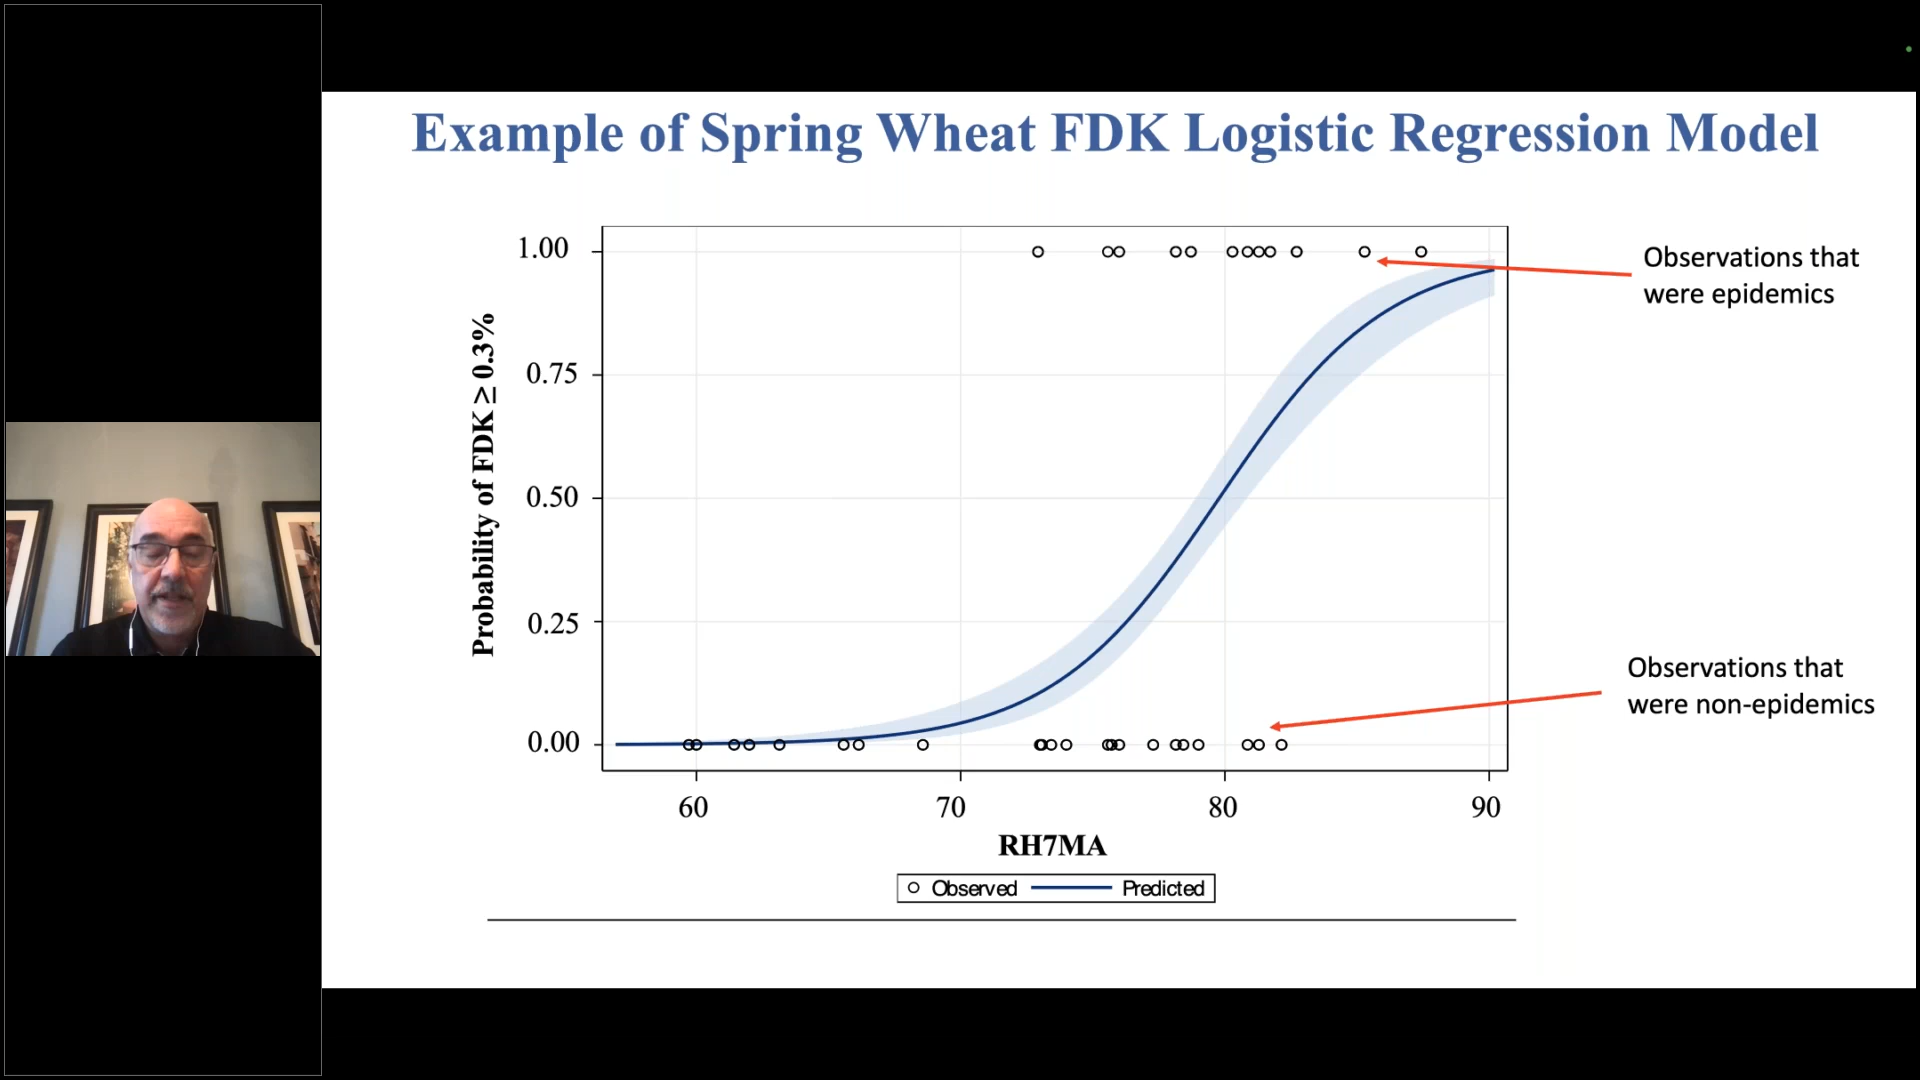 Example of Spring Wheat FDK Logistic Regression Model
1.00
0.75
0.50
0.25
0.00
Probability of FDK ≥ 0.3%
60
70
80
90
RH7MA
Observed
Predicted
Observations that
were epidemics
Observations that
were non-epidemics